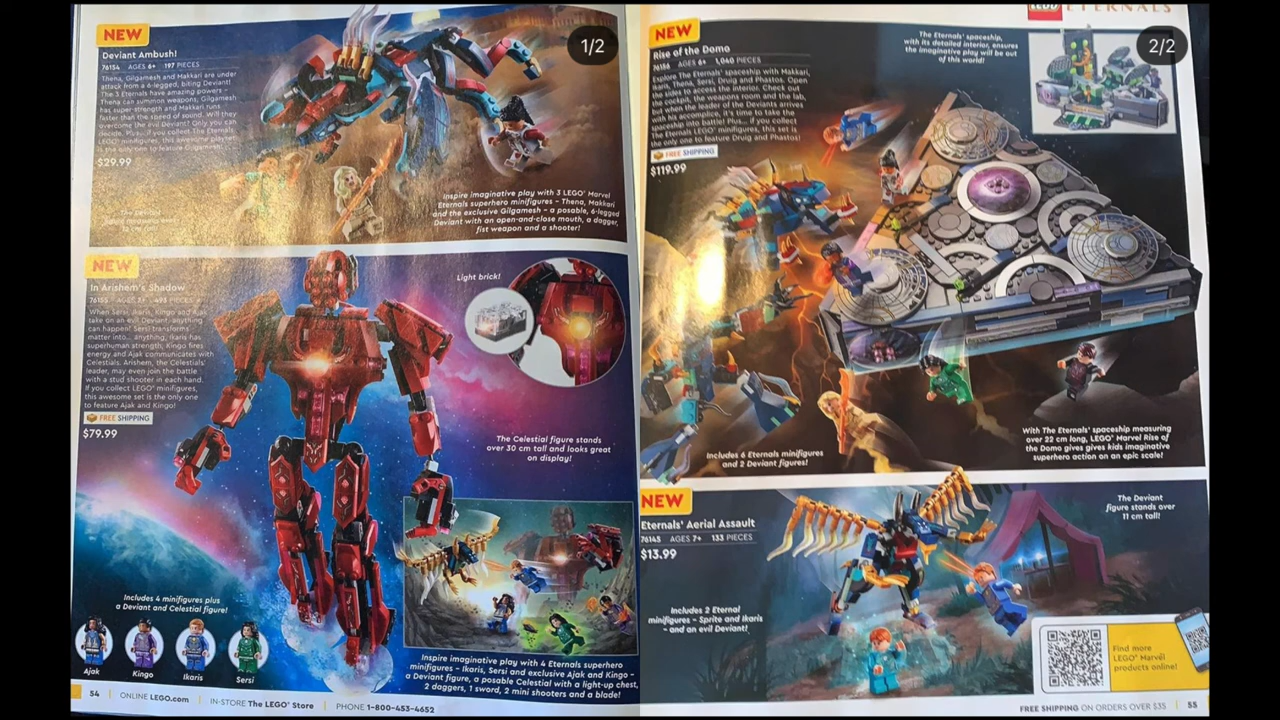 NEW
1/2
Deviant Ambush!
76154 AGES 6+ 197 PIECES
Thena, Gilgamesh and Makkari are under
attack from a 6-legged, biting Deviant!
The 3 Eternals have amazing powers –
Thena can summon weapons, Gilgamesh
has super-strength and Makkari runs
faster than the speed of sound. Will they
overcome the evil Deviant? Only you can
decide. Plus... if you collect The Eternals
LEGO® minifigures, this awesome playset
is the only one to feature Gilgamesh!
$29.99
The Deviant
figure measures over
12 cm
Inspire imaginative play with 3 LEGO® Marvel
Eternals superhero minifigures – Thena, Makkari
and the exclusive Gilgamesh – a posable, 6-legged
Deviant with an open-and-close mouth, a dagger,
fist weapon and a shooter!
NEW
In Arishem's Shadow
76155 AGES 7+ 493 PIECES
When Sersi, Ikaris, Kingo and Ajak
take on an evil Deviant, anything
can happen! Sersi transforms
matter into... anything, Ikaris has
superhuman strength, Kingo fires
energy and Ajak communicates with
Celestials. Arishem, the Celestials'
leader, may even join the battle
with a stud shooter in each hand.
If you collect LEGO® minifigures,
this awesome set is the only one
to feature Ajak and Kingo!
FREE SHIPPING
$79.99
Light brick!
The Celestial figure stands
over 30 cm tall and looks great
on display!
Includes 4 minifigures plus
a Deviant and Celestial figure!
Ajak
Kingo
Ikaris
Sersi
Inspire imaginative play with 4 Eternals superhero
minifigures – Ikaris, Sersi and exclusive Ajak and Kingo –
a Deviant figure, a posable Celestial with a light-up chest,
2 daggers, 1 sword, 2 mini shooters and a blade!
54 | ONLINE LEGO.com | IN-STORE The LEGO® Store | PHONE 1-800-453-4652
LEGO ETERNALS
2/2
NEW
Rise of the Domo
76156 AGES 8+ 1,040 PIECES
Explore The Eternals' spaceship with Makkari,
Ikaris, Thena, Sersi, Druig and Phastos. Open
the sides to access the interior. Check out
the cockpit, the weapons room and the lab,
but when the leader of the Deviants arrives
with his accomplice, it's time to take the
spaceship into battle! Plus... if you collect
the Eternals LEGO® minifigures, this set is
the only one to feature Druig and Phastos!
FREE SHIPPING
$119.99
The Eternals' spaceship,
with its detailed interior, ensures
the imaginative play will be out
of this world!
Includes 6 Eternals minifigures
and 2 Deviant figures!
With The Eternals' spaceship measuring
over 22 cm long, LEGO® Marvel Rise of
the Domo gives gives kids imaginative
superhero action on an epic scale!
NEW
Eternals' Aerial Assault
76145 AGES 7+ 133 PIECES
$13.99
The Deviant
figure stands over
11 cm tall!
Includes 2 Eternal
minifigures – Sprite and Ikaris
– and an evil Deviant!
Find more
LEGO® Marvel
products online!
FREE SHIPPING ON ORDERS OVER $35 | 55